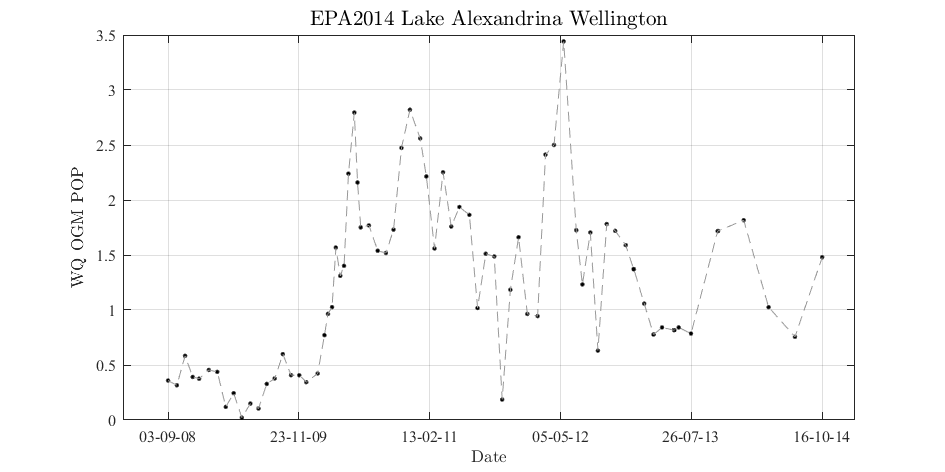 EPA2014 Lake Alexandrina Wellington
WQ OGM POP
3.5
3
2.5
2
1.5
1
0.5
0
03-09-08 23-11-09 13-02-11 05-05-12 26-07-13 16-10-14
Date